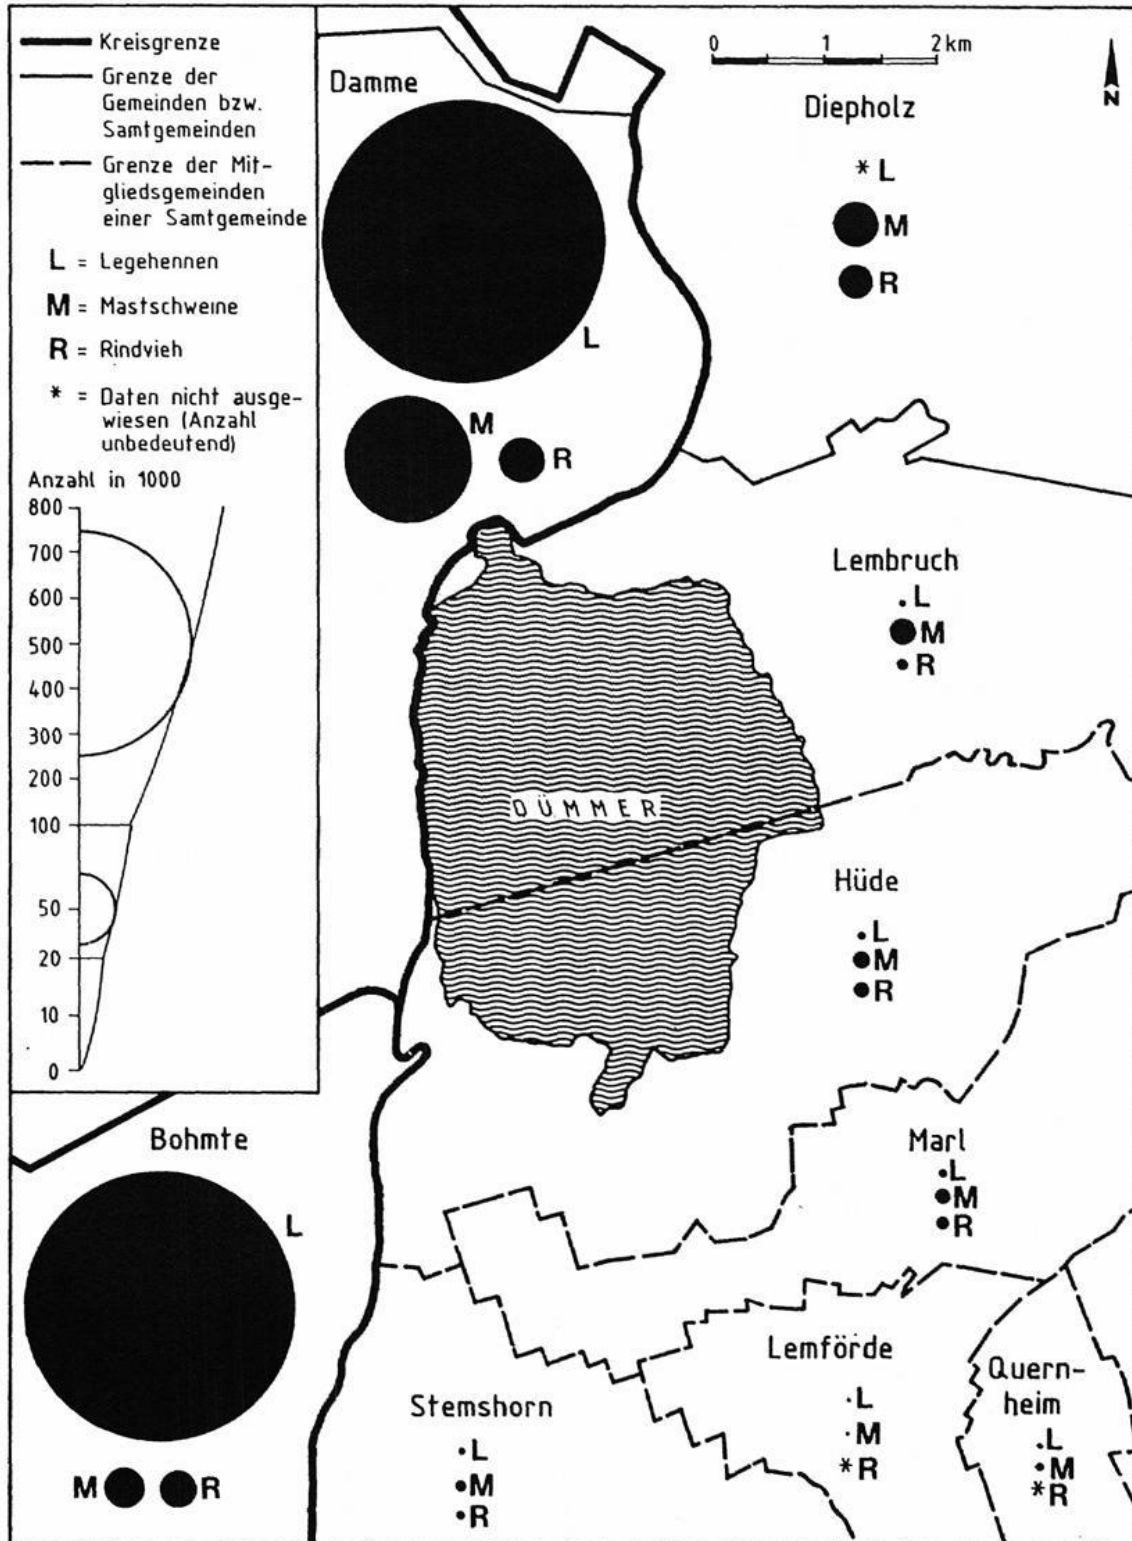 Kreisgrenze
Grenze der
Gemeinden bzw.
Samtgemeinden
Grenze der Mit-
gliedsgemeinden
einer Samtgemeinde
L = Legehennen
M = Mastschweine
R = Rindvieh
* = Daten nicht ausge-
wiesen (Anzahl
unbedeutend)
Anzahl in 1000
800
700
600
500
400
300
200
100
50
20
10
0
0 1 2 km
N
Damme
L
M
R
Diepholz
* L
M
R
Lembruch
L
M
R
DÜMMER
Hüde
L
M
R
Marl
L
M
R
Bohmte
L
M R
Stemshorn
L
M
R
Lemförde
L
M
* R
Quern-
heim
L
M
* R